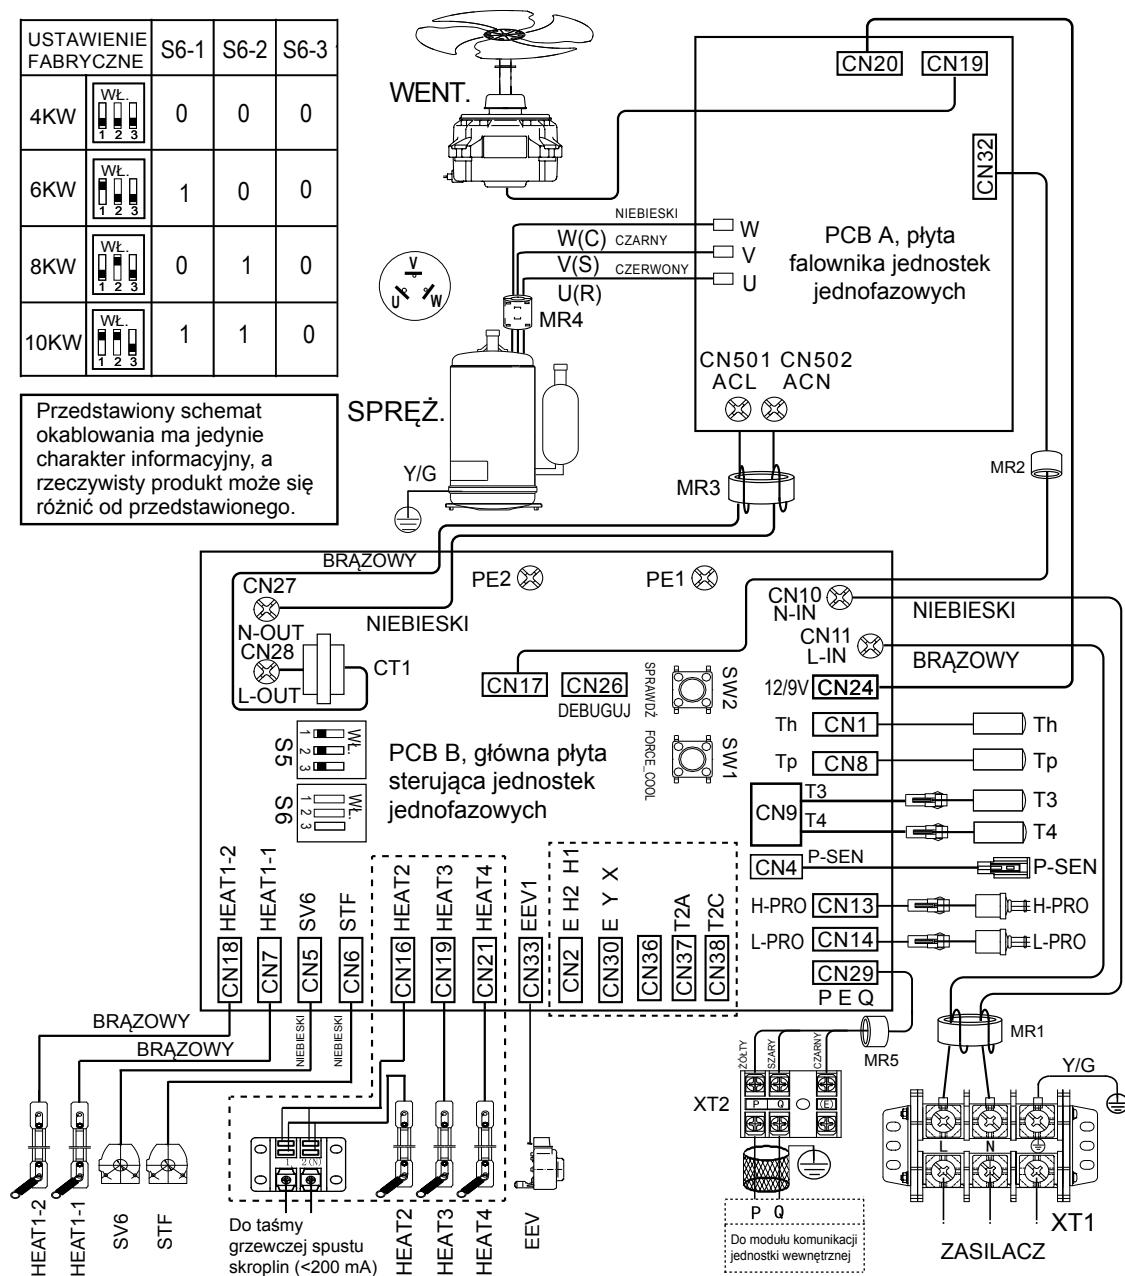 USTAWIENIE FABRYCZNE S6-1 S6-2 S6-3
4KW WŁ. 1 2 3 0 0 0
6KW WŁ. 1 2 3 1 0 0
8KW WŁ. 1 2 3 0 1 0
10KW WŁ. 1 2 3 1 1 0
Przedstawiony schemat
okablowania ma jedynie
charakter informacyjny, a
rzeczywisty produkt może się
różnić od przedstawionego.
WENT.
CN20 CN19
CN32
NIEBIESKI
W(C) CZARNY
V(S) CZERWONY
U(R)
W
V
U
V
U W
MR4
PCB A, płyta
falownika jednostek
jednofazowych
CN501 CN502
ACL ACN
SPRĘŻ.
Y/G
MR3
MR2
BRĄZOWY
CN27
N-OUT
NIEBIESKI
CN28
L-OUT
CT1
PE2
PE1
CN10
N-IN
NIEBIESKI
CN11
L-IN
BRĄZOWY
CN17 CN26
DEBUGUJ
SPRAWDŹ
SW2
FORCE_COOL
SW1
12/9V CN24
Th CN1 Th
Tp CN8 Tp
CN9
T3 T3
T4 T4
CN4 P-SEN P-SEN
H-PRO CN13 H-PRO
L-PRO CN14 L-PRO
CN29
P E Q
S5
1 2 3 WŁ.
S6
1 2 3 WŁ.
PCB B, główna płyta
sterująca jednostek
jednofazowych
CN18 HEAT1-2
CN7 HEAT1-1
CN5 SV6
CN6 STF
CN16 HEAT2
CN19 HEAT3
CN21 HEAT4
CN33 EEV1
CN2 E H2 H1
CN30 E Y X
CN36
CN37 T2A
CN38 T2C
BRĄZOWY
BRĄZOWY
NIEBIESKI
NIEBIESKI
HEAT1-2
HEAT1-1
SV6
STF
1 2(N)
Do taśmy
grzewczej spustu
skroplin (<200 mA)
HEAT2
HEAT3
HEAT4
EEV
ŻÓŁTY
SZARY
CZARNY
MR5
XT2
P Q (E)
P Q
Do modułu komunikacji
jednostki wewnętrznej
MR1
Y/G
L N
XT1
ZASILACZ